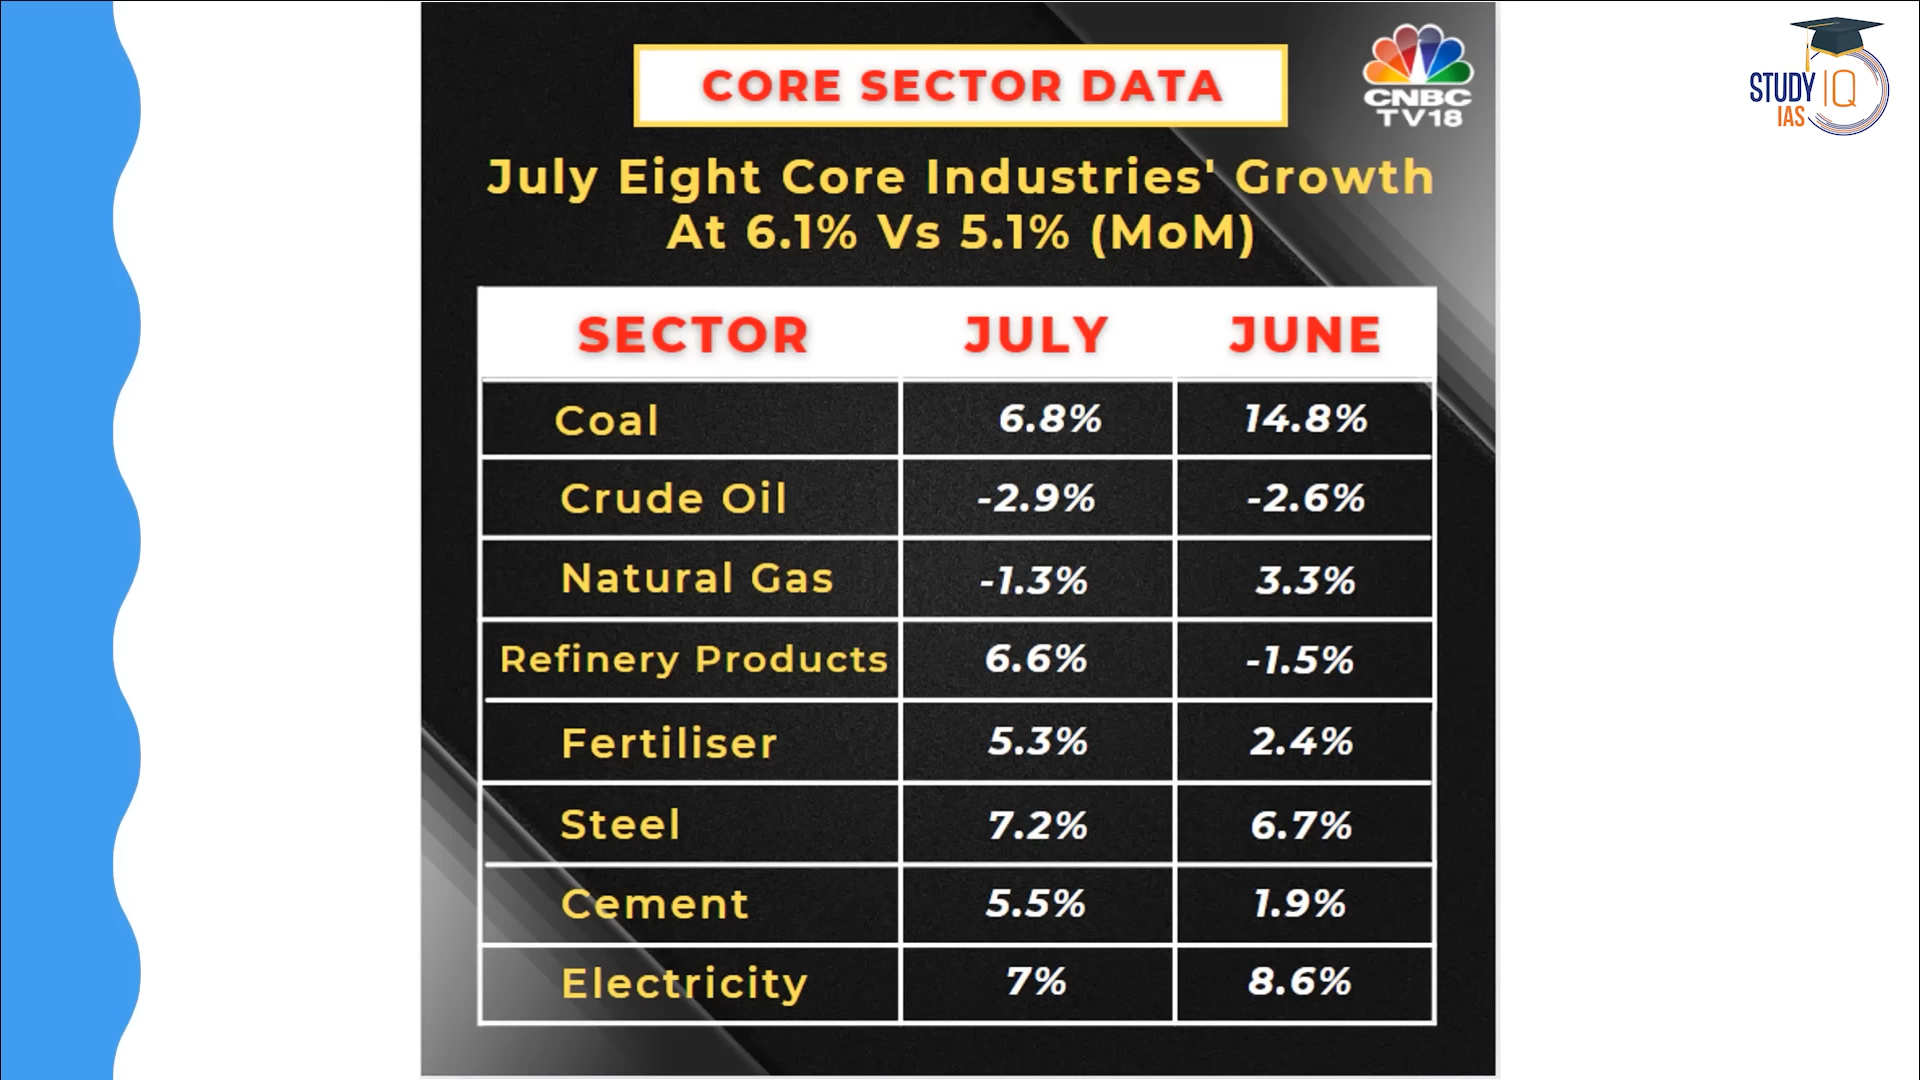 CORE SECTOR DATA
CNBC
TV18
STUDY IQ
IAS
July Eight Core Industries' Growth
At 6.1% Vs 5.1% (MoM)
SECTOR JULY JUNE
Coal 6.8% 14.8%
Crude Oil -2.9% -2.6%
Natural Gas -1.3% 3.3%
Refinery Products 6.6% -1.5%
Fertiliser 5.3% 2.4%
Steel 7.2% 6.7%
Cement 5.5% 1.9%
Electricity 7% 8.6%